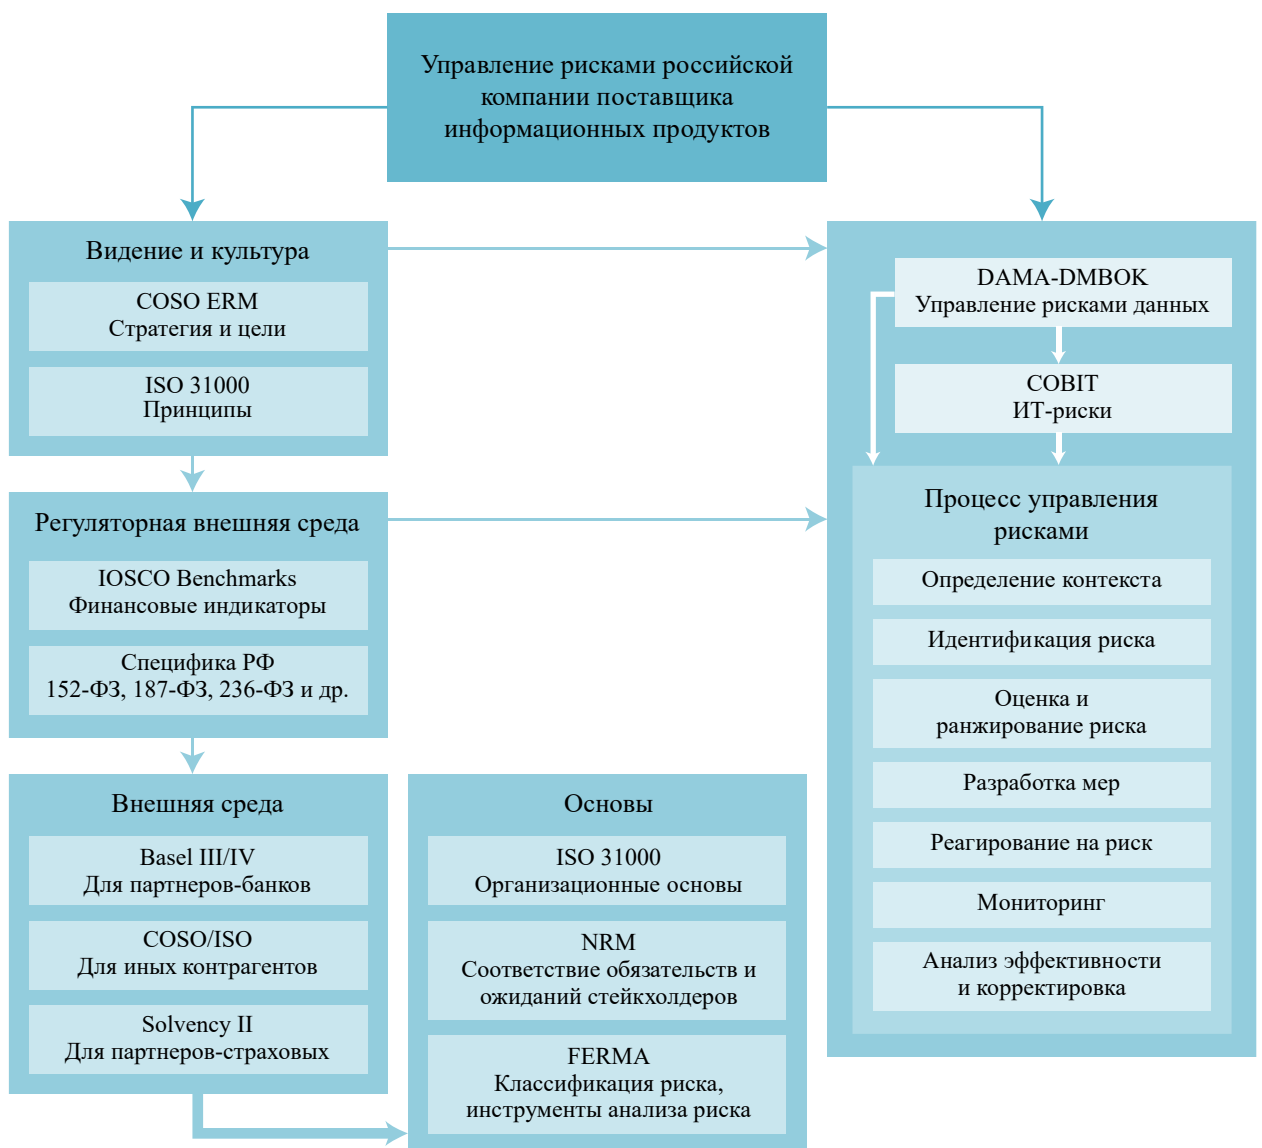 Управление рисками российской
компании поставщика
информационных продуктов
Видение и культура
COSO ERM
Стратегия и цели
ISO 31000
Принципы
Регуляторная внешняя среда
IOSCO Benchmarks
Финансовые индикаторы
Специфика РФ
152-ФЗ, 187-ФЗ, 236-ФЗ и др.
Внешняя среда
Basel III/IV
Для партнеров-банков
COSO/ISO
Для иных контрагентов
Solvency II
Для партнеров-страховых
Основы
ISO 31000
Организационные основы
NRM
Соответствие обязательств и
ожиданий стейкхолдеров
FERMA
Классификация риска,
инструменты анализа риска
DAMA-DMBOK
Управление рисками данных
COBIT
ИТ-риски
Процесс управления
рисками
Определение контекста
Идентификация риска
Оценка и
ранжирование риска
Разработка мер
Реагирование на риск
Мониторинг
Анализ эффективности
и корректировка